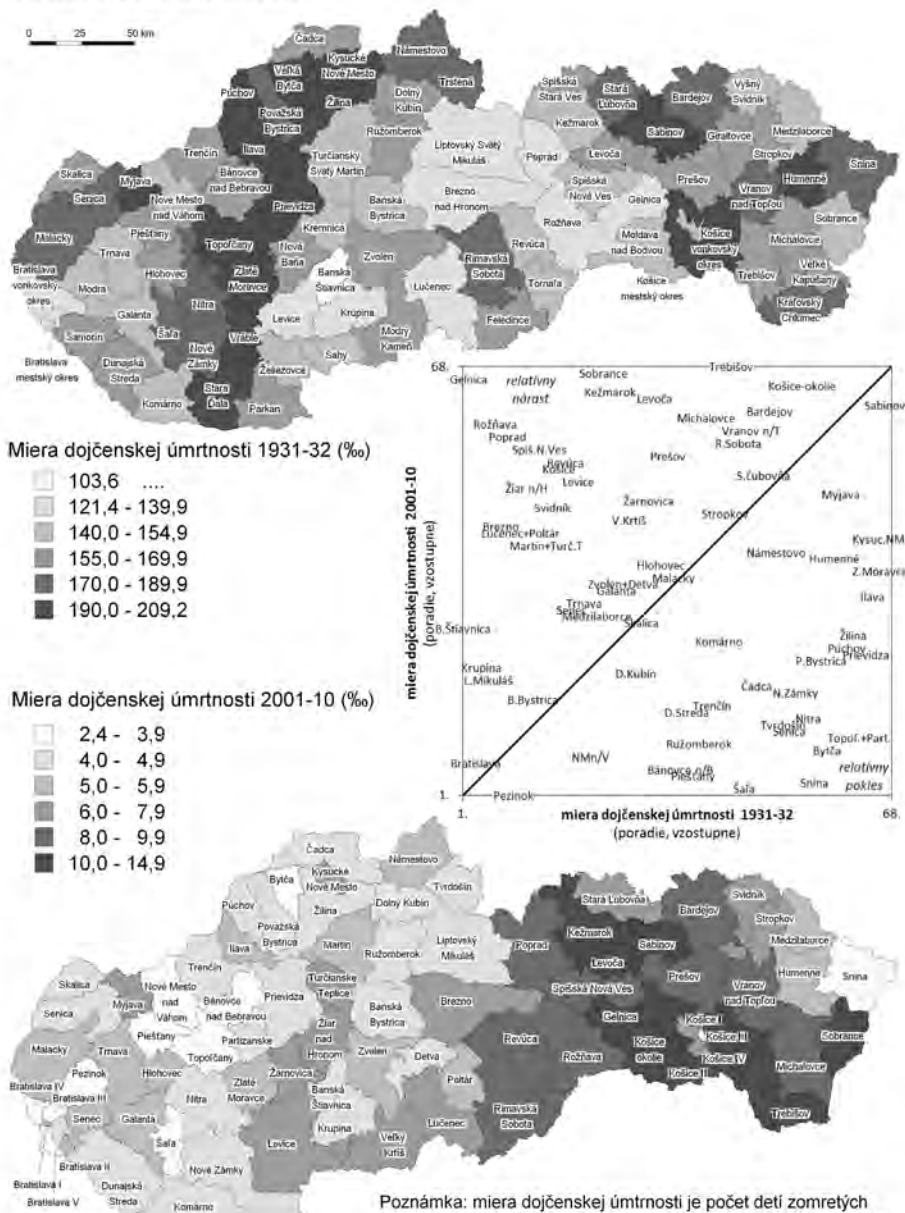 0 25 50 km
Čadca
Kysucké
Nové Mesto
Námestovo
Veľká
Bytča
Trstená
Púchov
Žilina
Považská
Bystrica
Dolný
Kubín
Ružomberok
Ilava
Turčiansky
Svätý Martin
Liptovský Svätý
Mikuláš
Spišská
Stará Ves
Stará
Ľubovňa
Bardejov
Vyšný
Svidník
Kežmarok
Sabinov
Giraltovce
Medzilaborce
Stropkov
Poprad
Levoča
Prešov
Humenné
Snina
Vranov
nad Topľou
Spišská
Nová Ves
Gelnica
Košice
vonkovský
okres
Sobrance
Michalovce
Rožňava
Moldava
nad Bodvou
Košice
mestský okres
Trebišov
Veľké
Kapušany
Kráľovský
Chlmec
Trenčín
Bánovce
nad Bebravou
Skalica
Senica
Myjava
Nové Mesto
nad Váhom
Prievidza
Kremnica
Banská
Bystrica
Brezno
nad Hronom
Malacky
Piešťany
Topoľčany
Nová
Baňa
Zvolen
Revúca
Rimavská
Sobota
Tornaľa
Trnava
Hlohovec
Zlaté
Moravce
Banská
Štiavnica
Lučenec
Bratislava
vonkovský
okres
Modra
Nitra
Levice
Krupina
Galanta
Feledince
Modrý
Kameň
Šamorín
Šaľa
Vráble
Bratislava
mestský okres
Dunajská
Streda
Nové
Zámky
Šahy
Želiezovce
Komárno
Stará
Ďala
Parkan
Miera dojčenskej úmrtnosti 1931-32 (‰)
103,6 ....
121,4 - 139,9
140,0 - 154,9
155,0 - 169,9
170,0 - 189,9
190,0 - 209,2
68.
Gelnica
relatívny
nárast
Sobrance
Kežmarok
Levoča
Trebišov
Košice-okolie
Sabinov
Michalovce
Bardejov
Vranov n/T
R.Sobota
Rožňava
Poprad
Spiš.N.Ves
Revúca
Košice
Levice
Prešov
S.Ľubovňa
Žiar n/H
Svidník
Žarnovica
V.Krtíš
Stropkov
Myjava
Brezno
Lučenec+Poltár
Martin+Turč.T
Námestovo
Kysuc.NM
Humenné
Z.Moravce
Hlohovec
Malacky
Zvolen+Detva
Galanta
Ilava
Trnava
Senec
Medzilaborce
Skalica
B.Štiavnica
Komárno
Žilina
Púchov
Prievidza
P.Bystrica
Krupina
L.Mikuláš
D.Kubín
Čadca
N.Zámky
B.Bystrica
D.Streda
Trenčín
Nitra
Tvrdošín
Senica
Topoľ.+Part.
Bytča
Ružomberok
Bratislava
NMn/V
Bánovce n/B
Piešťany
Šaľa
Snina
relatívny
pokles
Pezinok
1.
1.
68.
miera dojčenskej úmrtnosti 2001-10
(poradie, vzostupne)
miera dojčenskej úmrtnosti 1931-32
(poradie, vzostupne)
Miera dojčenskej úmrtnosti 2001-10 (‰)
2,4 - 3,9
4,0 - 4,9
5,0 - 5,9
6,0 - 7,9
8,0 - 9,9
10,0 - 14,9
Čadca
Námestovo
Bytča
Kysucké
Nové Mesto
Tvrdošín
Púchov
Žilina
Dolný Kubín
Považská
Bystrica
Ilava
Martin
Ružomberok
Liptovský
Mikuláš
Poprad
Kežmarok
Stará Ľubovňa
Bardejov
Svidník
Stropkov
Medzilaborce
Sabinov
Levoča
Prešov
Humenné
Snina
Vranov
nad Topľou
Spišská Nová Ves
Trenčín
Turčianske
Teplice
Skalica
Senica
Myjava
Nové Mesto
nad
Váhom
Bánovce
nad Bebravou
Prievidza
Banská
Bystrica
Brezno
Gelnica
Košice I
Košice III
Košice IV
Košice II
Košice
okolie
Sobrance
Michalovce
Trebišov
Revúca
Rožňava
Piešťany
Partizánske
Žiar
nad
Hronom
Malacky
Trnava
Topoľčany
Zvolen
Detva
Poltár
Pezinok
Hlohovec
Zlaté
Moravce
Žarnovica
Banská
Štiavnica
Rimavská
Sobota
Bratislava IV
Bratislava III
Senec
Galanta
Nitra
Krupina
Lučenec
Šaľa
Levice
Veľký
Krtíš
Bratislava II
Nové Zámky
Bratislava I
Bratislava V
Dunajská
Streda
Komárno
Poznámka: miera dojčenskej úmrtnosti je počet detí zomretých